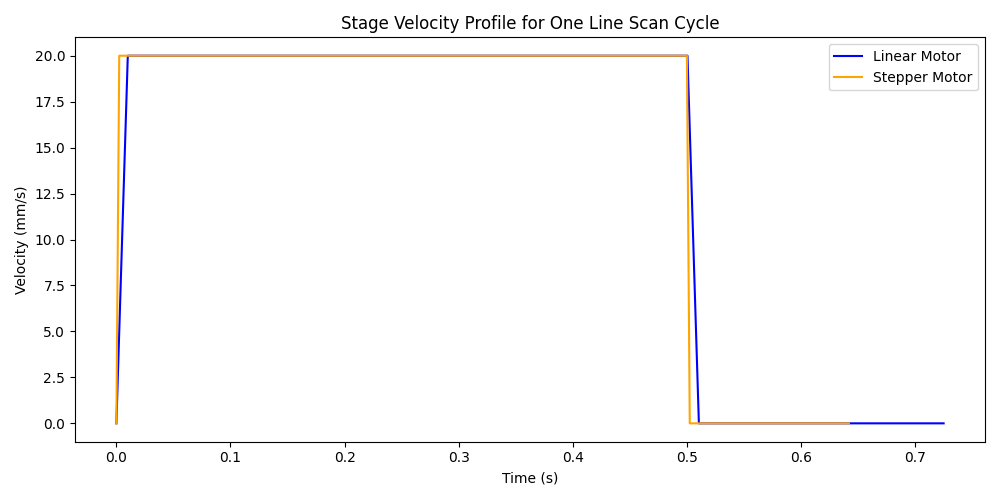 Stage Velocity Profile for One Line Scan Cycle
Linear Motor
Stepper Motor
Velocity (mm/s)
20.0
17.5
15.0
12.5
10.0
7.5
5.0
2.5
0.0
0.0 0.1 0.2 0.3 0.4 0.5 0.6 0.7
Time (s)